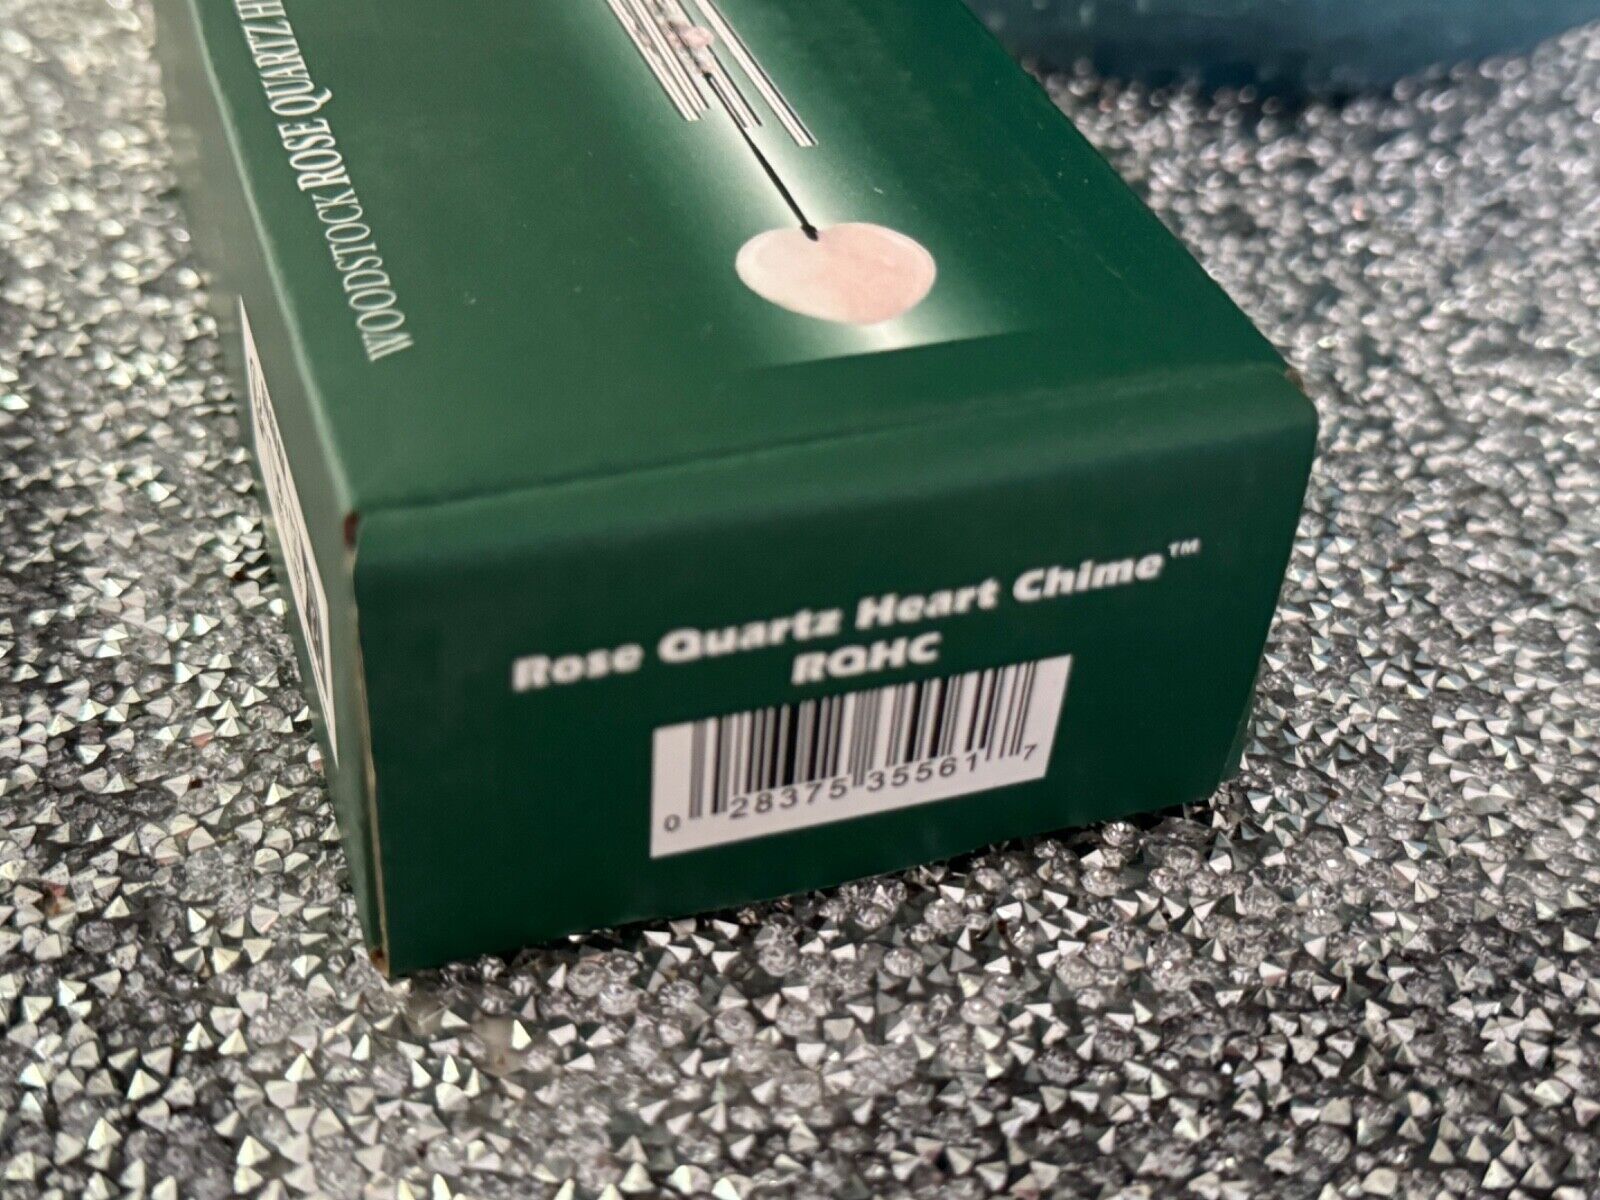 WOODSTOCK ROSE QUARTZ
Rose Quartz Heart Chime™
RQHC
0 28375 35561 7